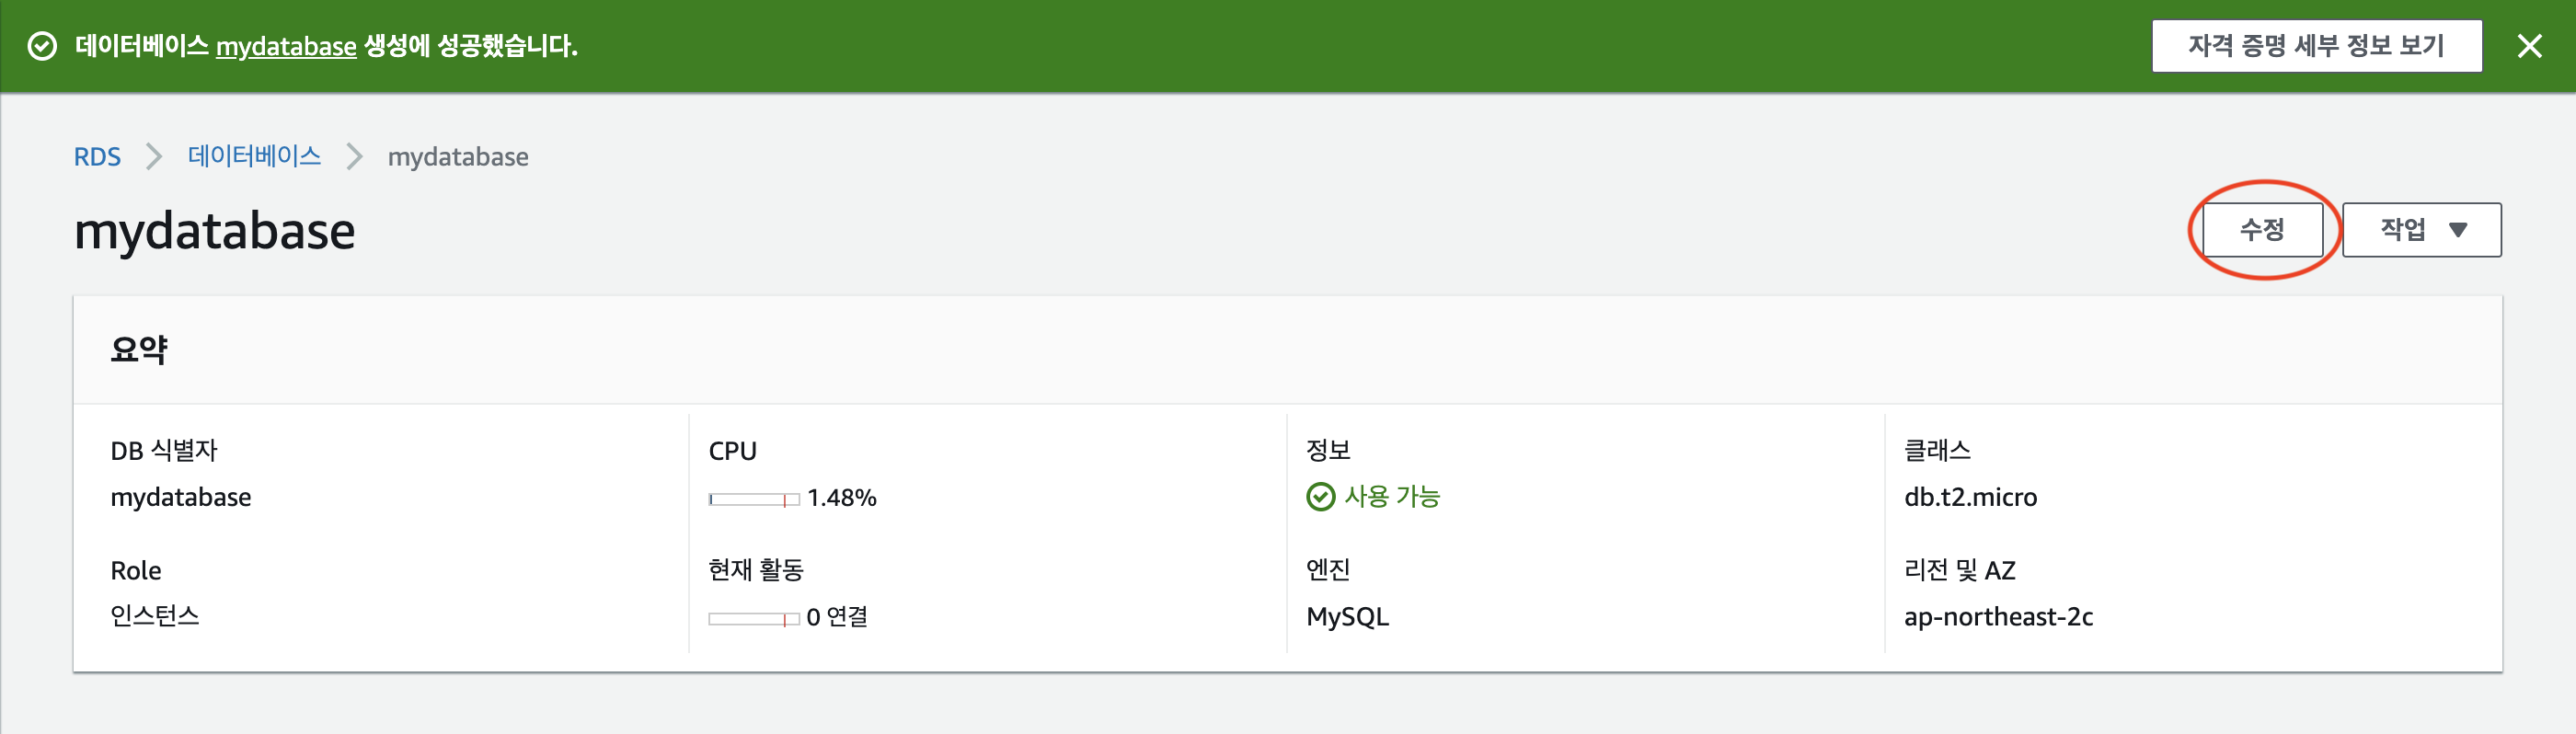 데이터베이스 mydatabase 생성에 성공했습니다.
자격 증명 세부 정보 보기
RDS 데이터베이스 mydatabase
mydatabase
수정
작업
요약
DB 식별자
mydatabase
CPU
1.48%
정보
사용 가능
클래스
db.t2.micro
Role
인스턴스
현재 활동
0 연결
엔진
MySQL
리전 및 AZ
ap-northeast-2c